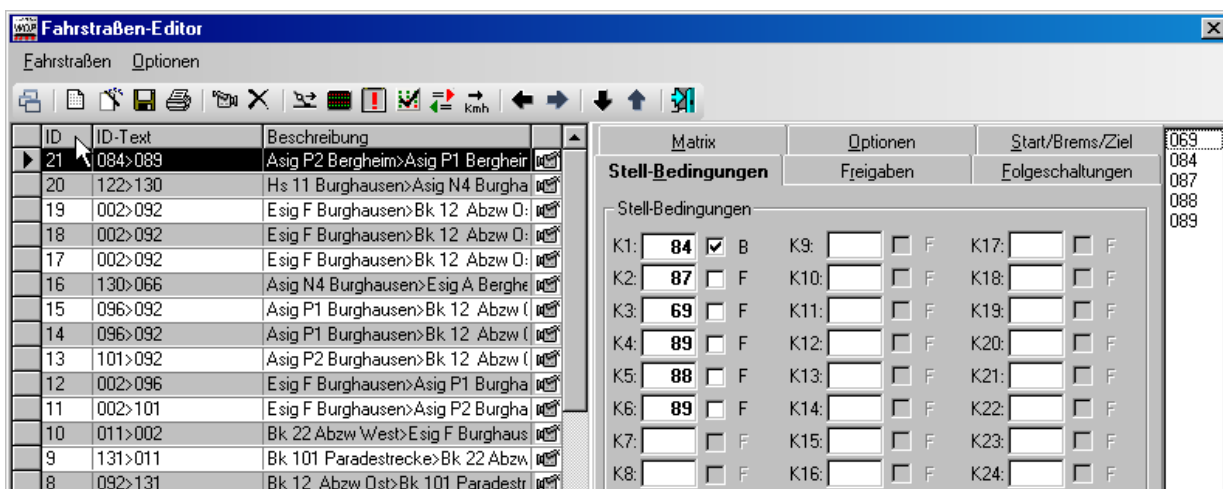 Fahrstraßen-Editor
Fahrstraßen Optionen
Kmh
ID ID-Text Beschreibung
21 084>089 Asig P2 Bergheim>Asig P1 Bergheir
20 122>130 Hs 11 Burghausen>Asig N4 Burgha
19 002>092 Esig F Burghausen>Bk 12 Abzw O:
18 002>092 Esig F Burghausen>Bk 12 Abzw O:
17 002>092 Esig F Burghausen>Bk 12 Abzw O:
16 130>066 Asig N4 Burghausen>Esig A Berghe
15 096>092 Asig P1 Burghausen>Bk 12 Abzw (
14 096>092 Asig P1 Burghausen>Bk 12 Abzw (
13 101>092 Asig P2 Burghausen>Bk 12 Abzw (
12 002>096 Esig F Burghausen>Asig P1 Burgha
11 002>101 Esig F Burghausen>Asig P2 Burgha
10 011>002 Bk 22 Abzw West>Esig F Burghaus
9 131>011 Bk 101 Paradestrecke>Bk 22 Abzw
8 092>131 Bk 12 Abzw Ost>Bk 101 Paradestr
Matrix Optionen Start/Brems/Ziel
Stell-Bedingungen Freigaben Folgeschaltungen
Stell-Bedingungen
K1: 84 B K9: F K17: F
K2: 87 F K10: F K18: F
K3: 69 F K11: F K19: F
K4: 89 F K12: F K20: F
K5: 88 F K13: F K21: F
K6: 89 F K14: F K22: F
K7: F K15: F K23: F
K8: F K16: F K24: F
069
084
087
088
089